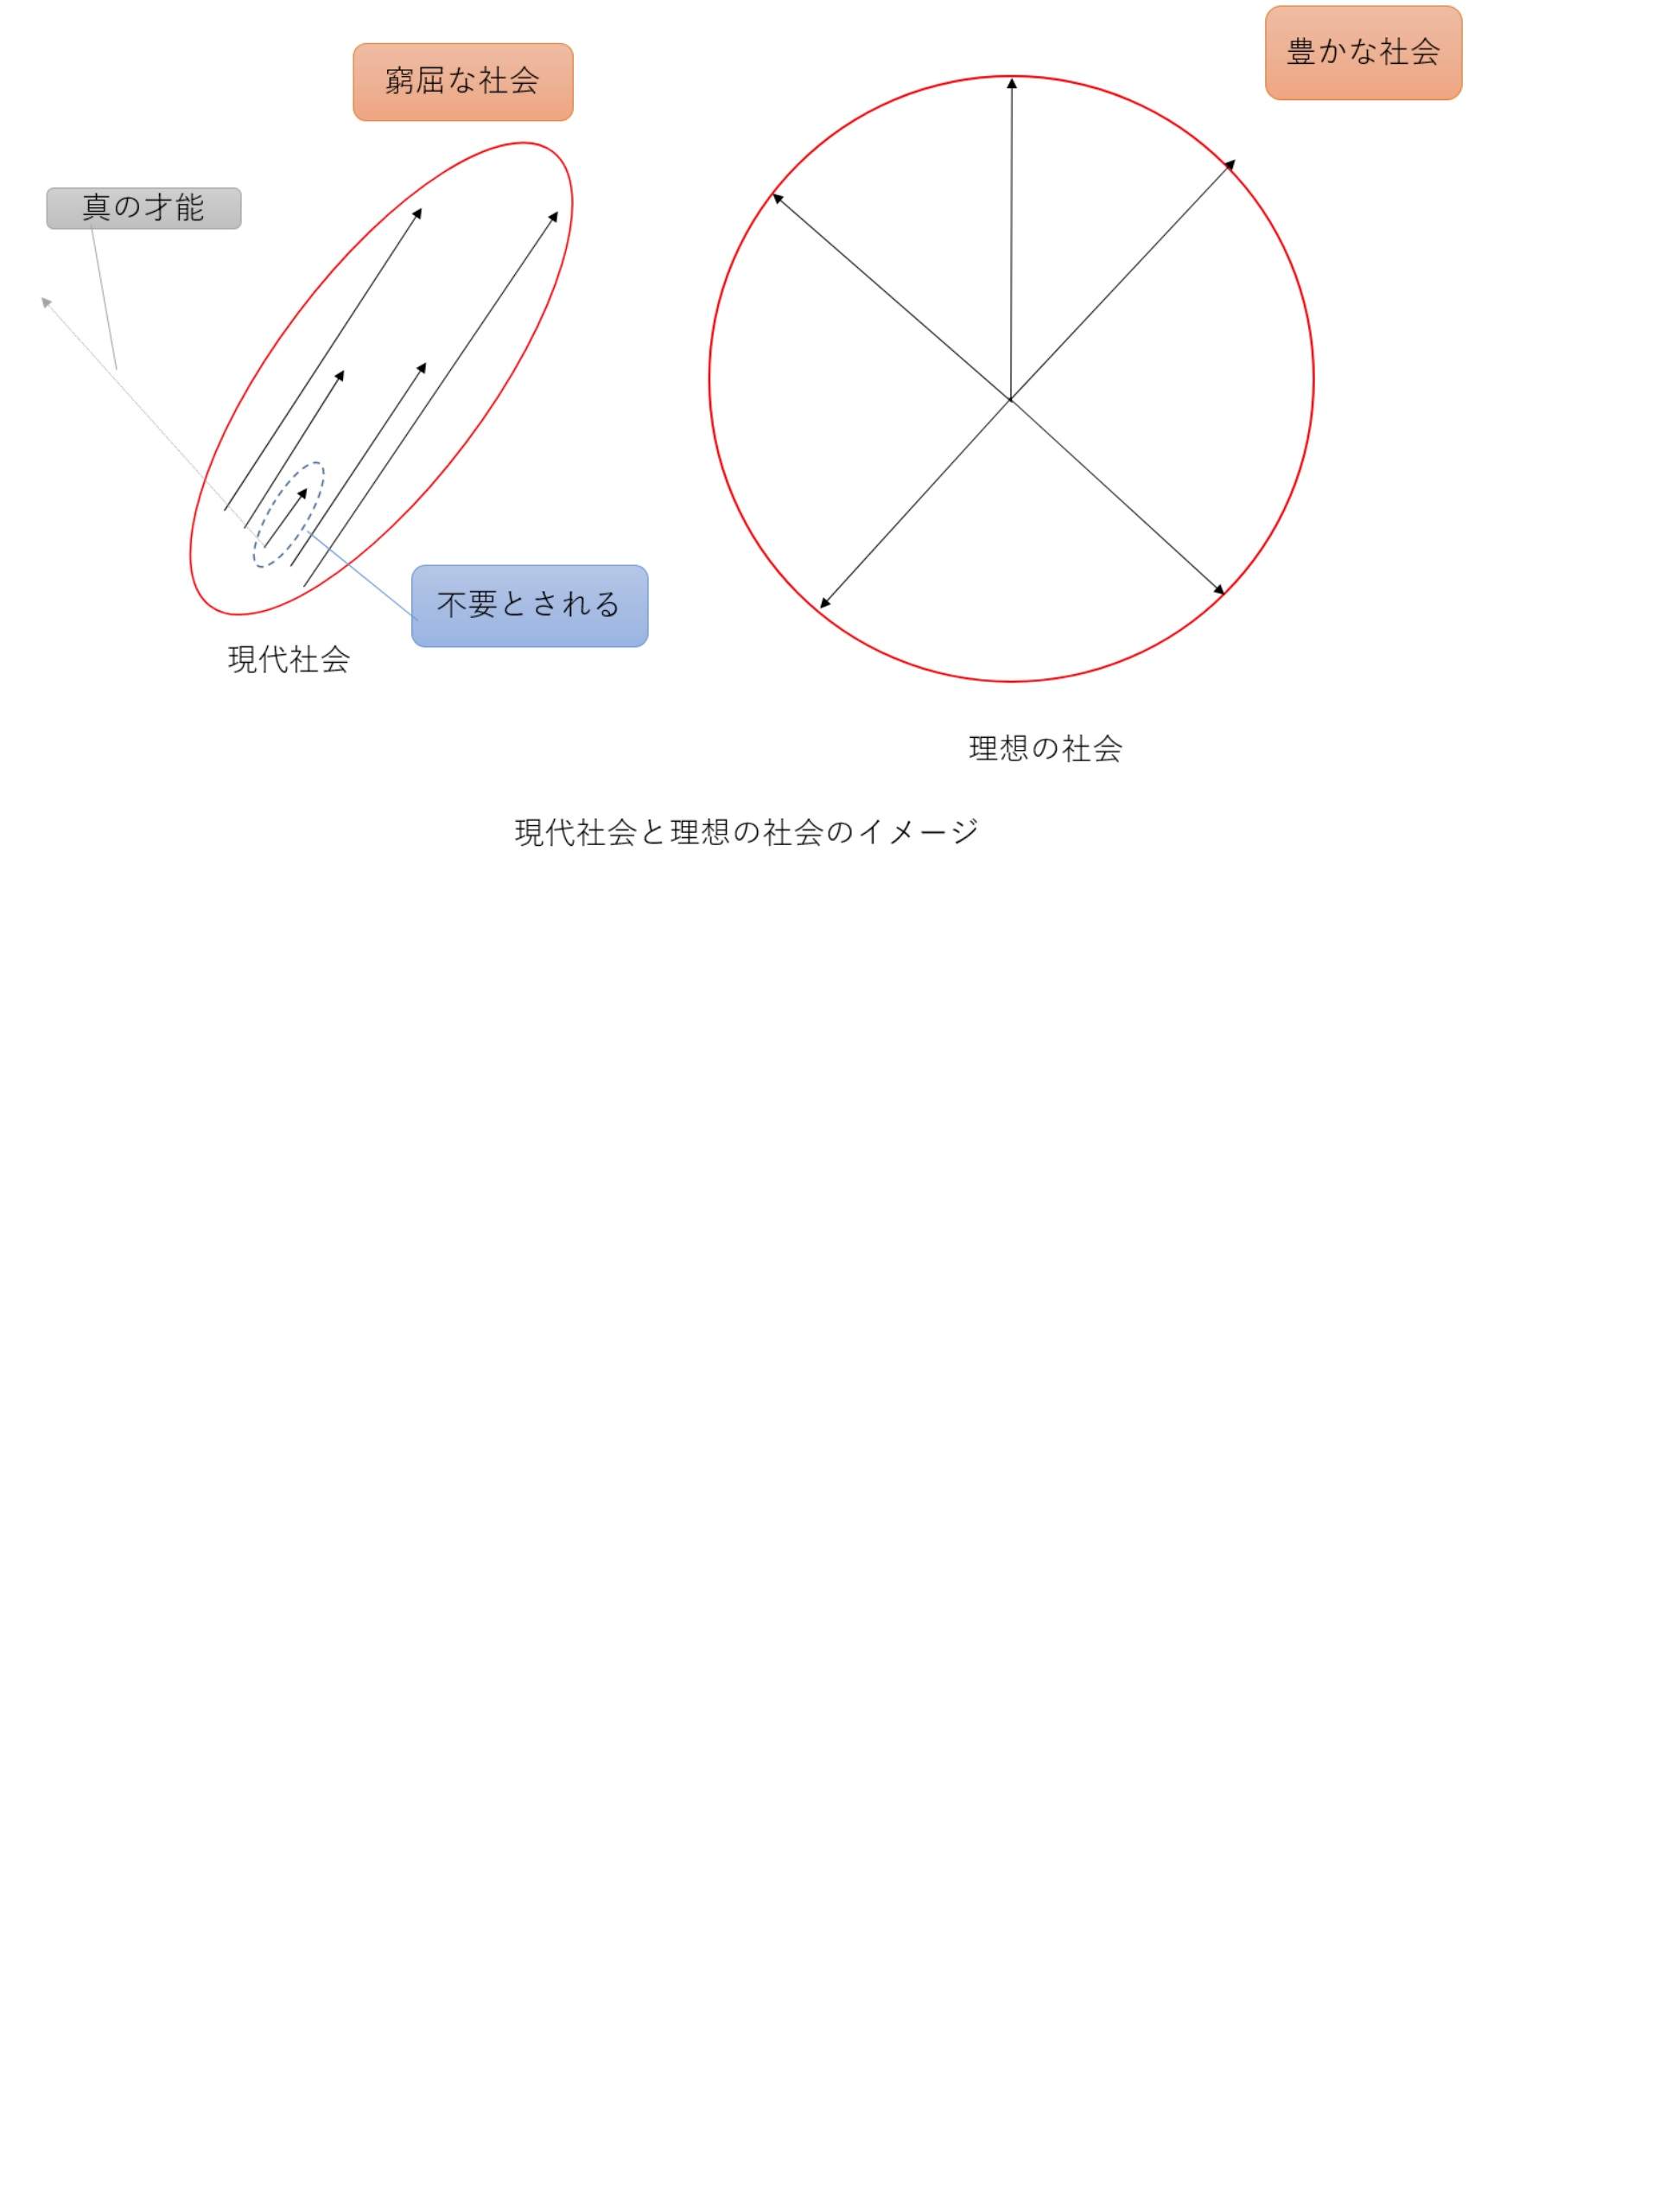 窮屈な社会
豊かな社会
真の才能
不要とされる
現代社会
理想の社会
現代社会と理想の社会のイメージ